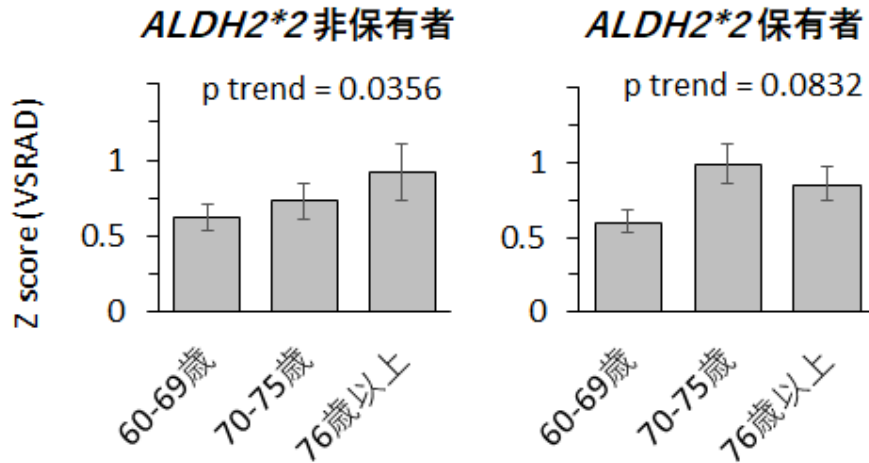 ALDH2*2 非保有者
p trend = 0.0356
Z score (VSRAD)
1
0.5
0
60-69歳
70-75歳
76歳以上
ALDH2*2 保有者
p trend = 0.0832
1
0.5
0
60-69歳
70-75歳
76歳以上